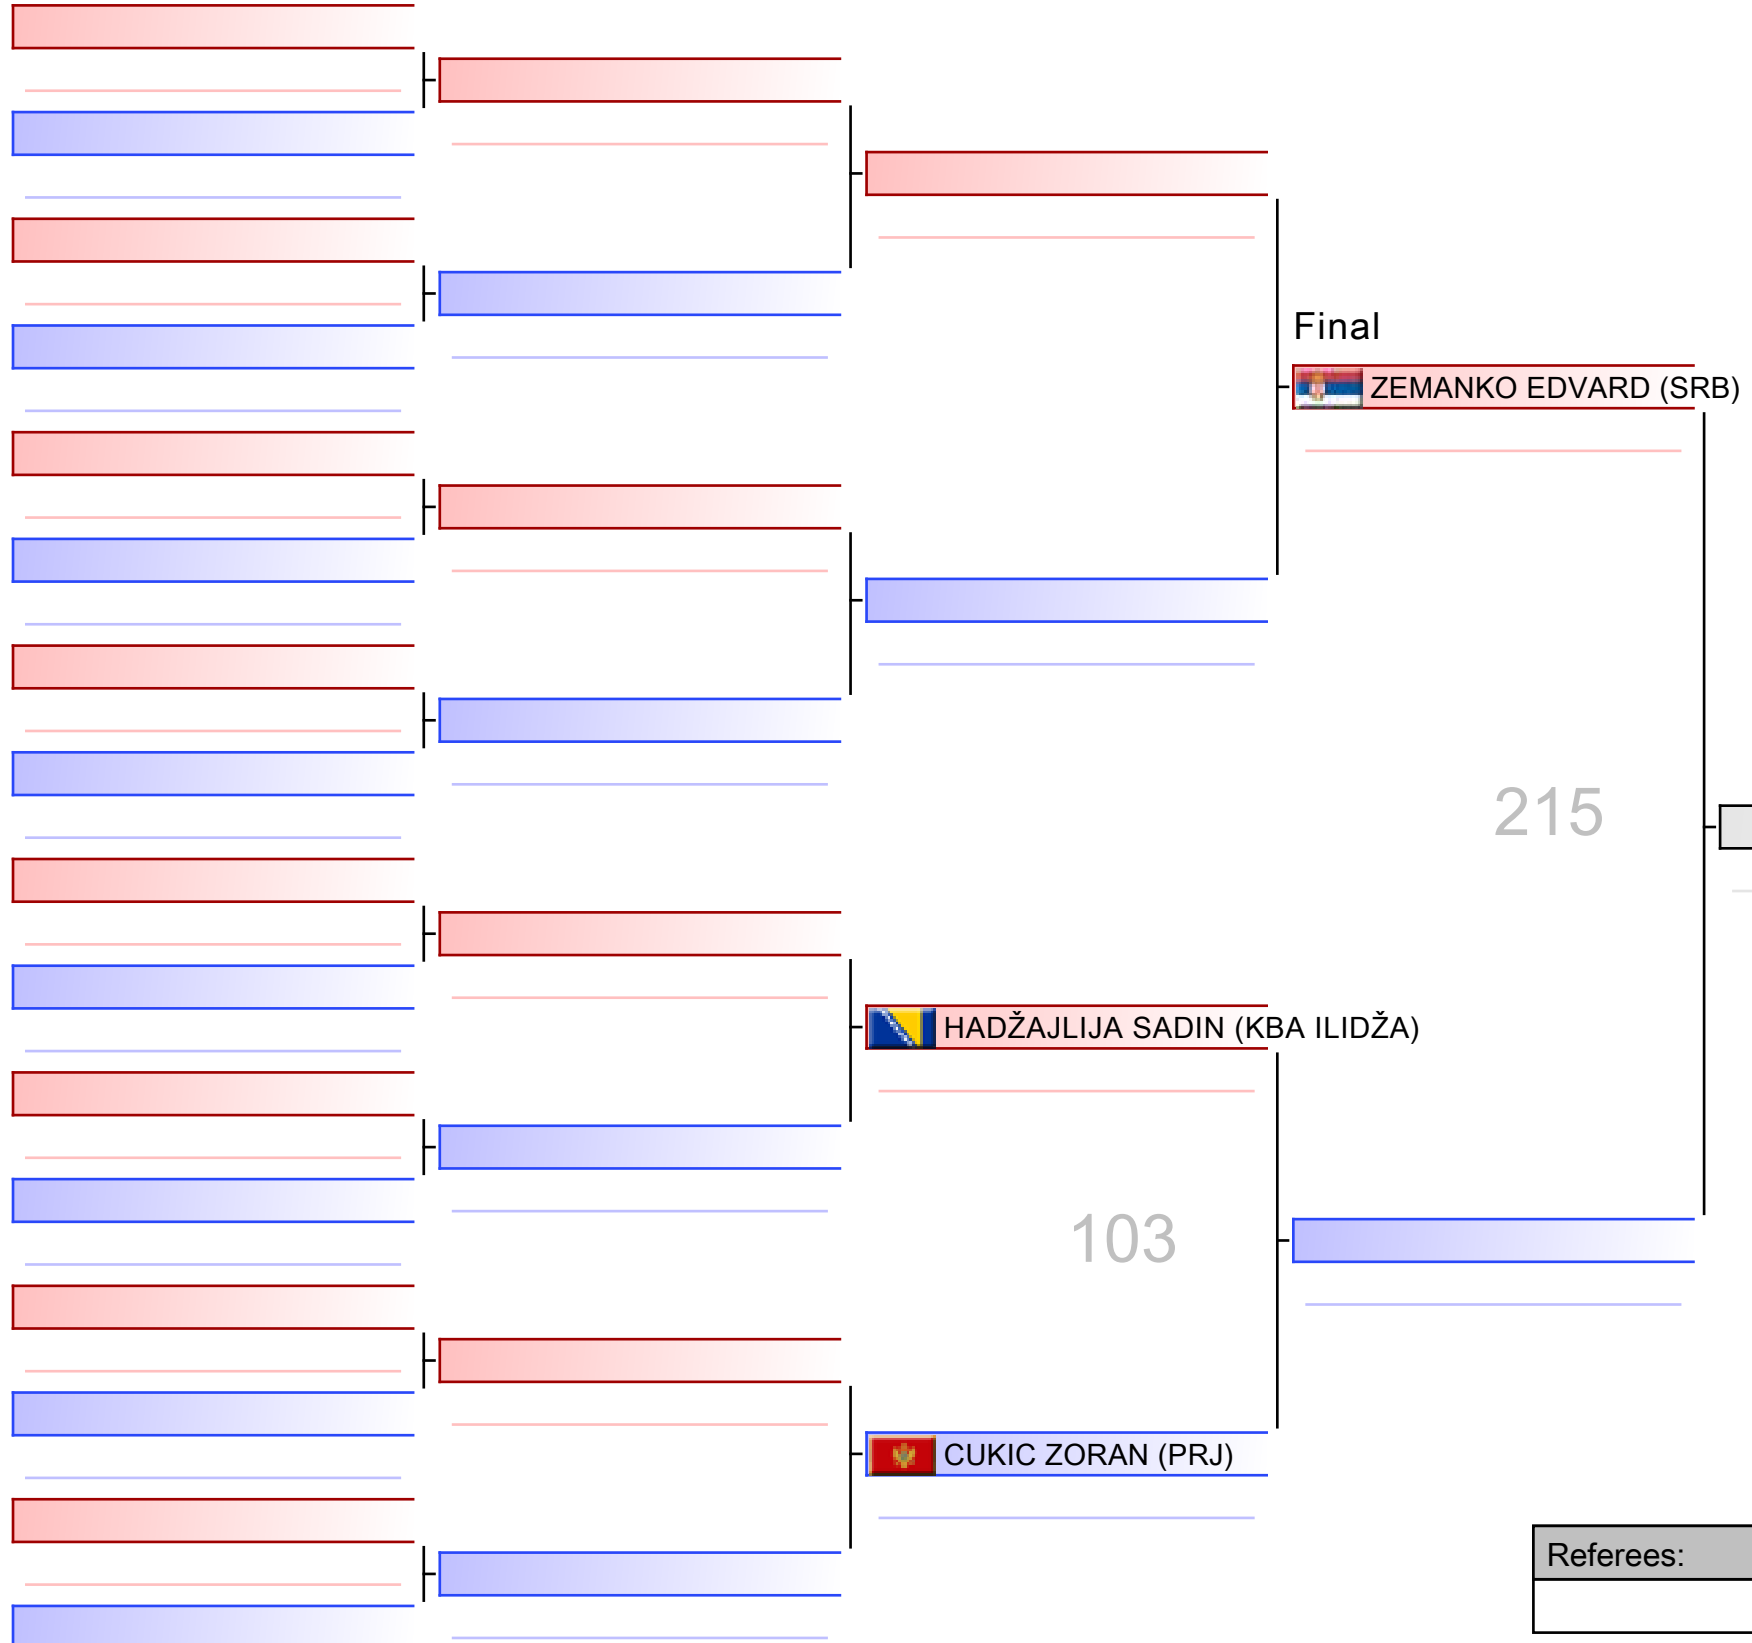 Final
ZEMANKO EDVARD (SRB)
215
HADŽAJLIJA SADIN (KBA ILIDŽA)
103
CUKIC ZORAN (PRJ)
Referees: